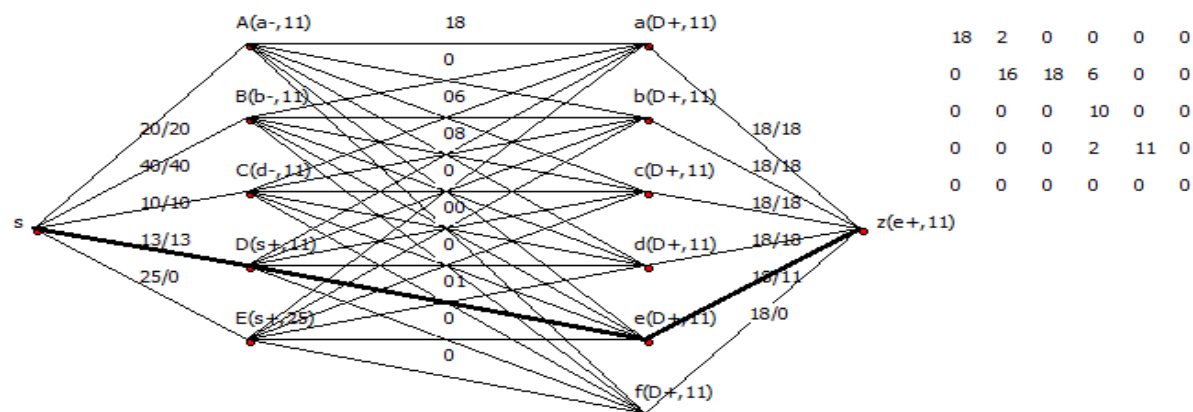 A(a-,11) 18 a(D+,11)
18 2 0 0 0 0
0
0 16 18 6 0 0
B(b-,11) 06 b(D+,11)
0 0 0 10 0 0
20/20 08 18/18
0 0 0 2 11 0
40/40 C(d-,11) 0 c(D+,11) 18/18
0 0 0 0 0 0
10/10 00 18/18
s z(e+,11)
13/13 D(s+,11) 0 d(D+,11) 18/18
25/0 01 18/11
E(s+,25) 0 e(D+,11) 18/0
0
f(D+,11)